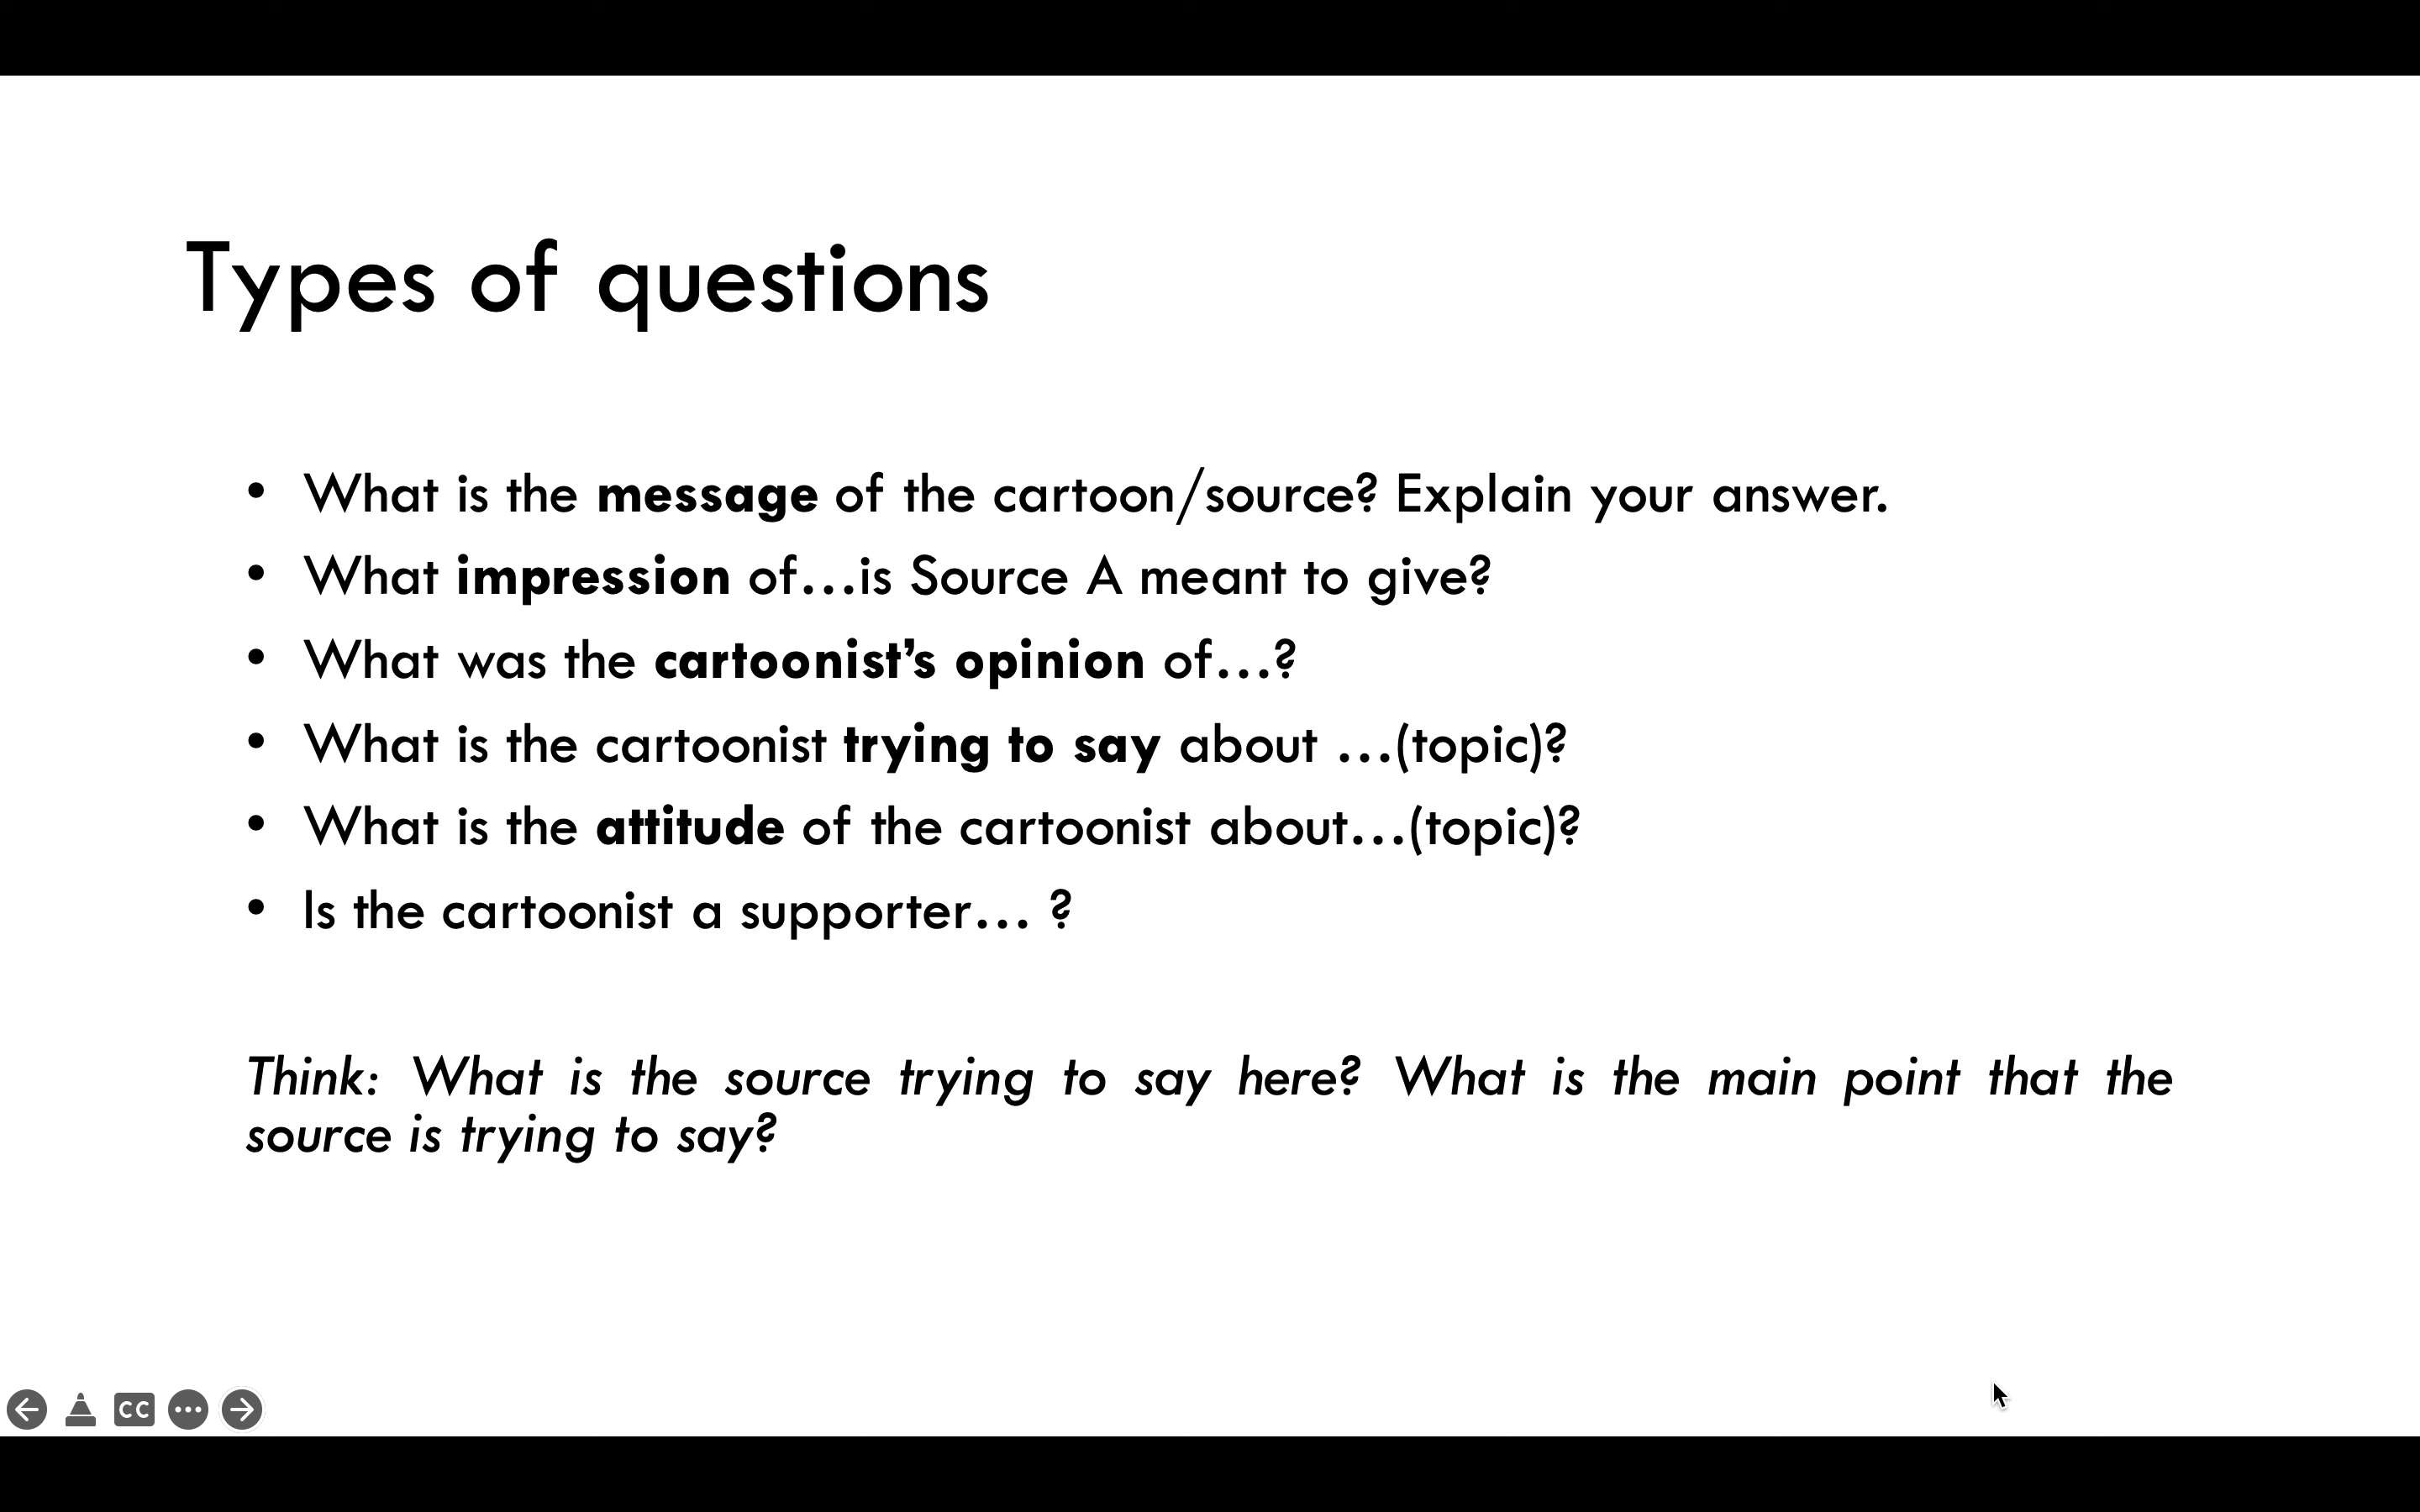 Types of questions
• What is the message of the cartoon/source? Explain your answer.
• What impression of...is Source A meant to give?
• What was the cartoonist’s opinion of...?
• What is the cartoonist trying to say about ...(topic)?
• What is the attitude of the cartoonist about...(topic)?
• Is the cartoonist a supporter... ?
Think: What is the source trying to say here? What is the main point that the
source is trying to say?
CC